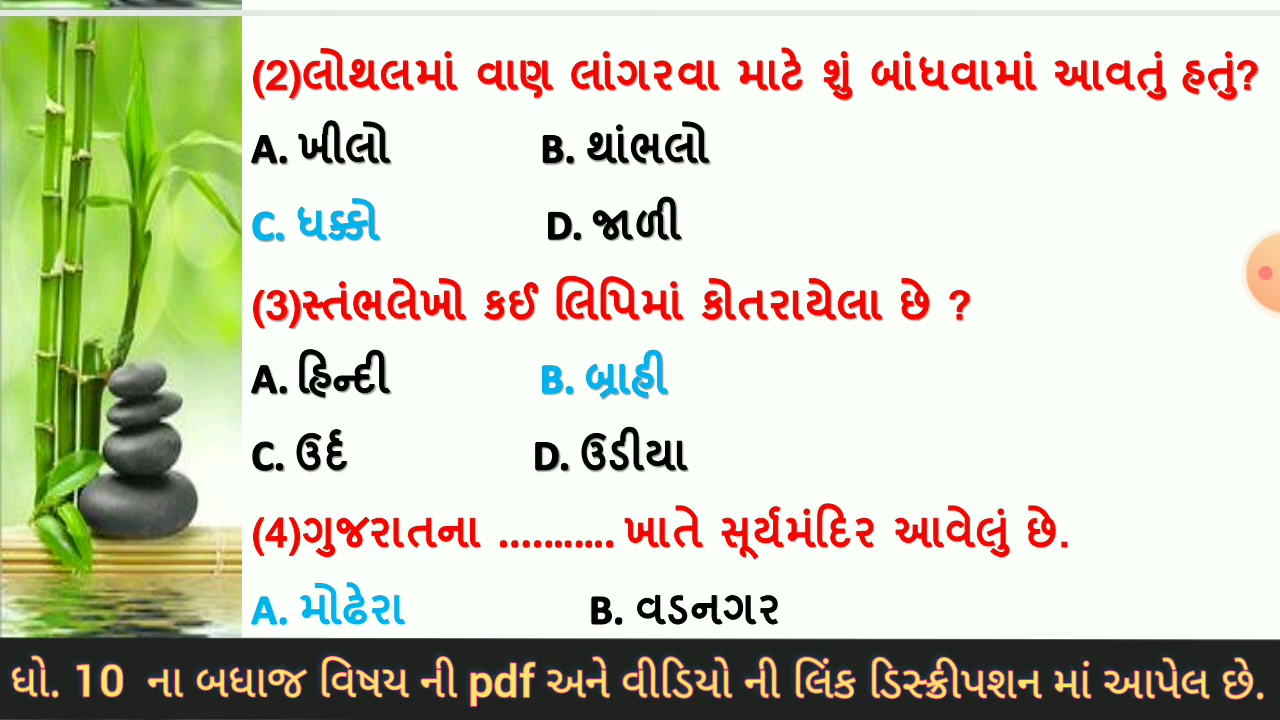 (2)લોથલમાં વાણ લાંગરવા માટે શું બાંધવામાં આવતું હતું?
A. ખીલો B. થાંભલો
C. ધક્કો D. જાળી
(3)સ્તંભલેખો કઈ લિપિમાં કોતરાયેલા છે ?
A. હિન્દી B. બ્રાહી
C. ઉર્દ D. ઉડીયા
(4)ગુજરાતના ........... ખાતે સૂર્યમંદિર આવેલું છે.
A. મોઢેરા B. વડનગર
ધો. 10 ના બધાજ વિષય ની pdf અને વીડિયો ની લિંક ડિસ્ક્રીપશન માં આપેલ છે.